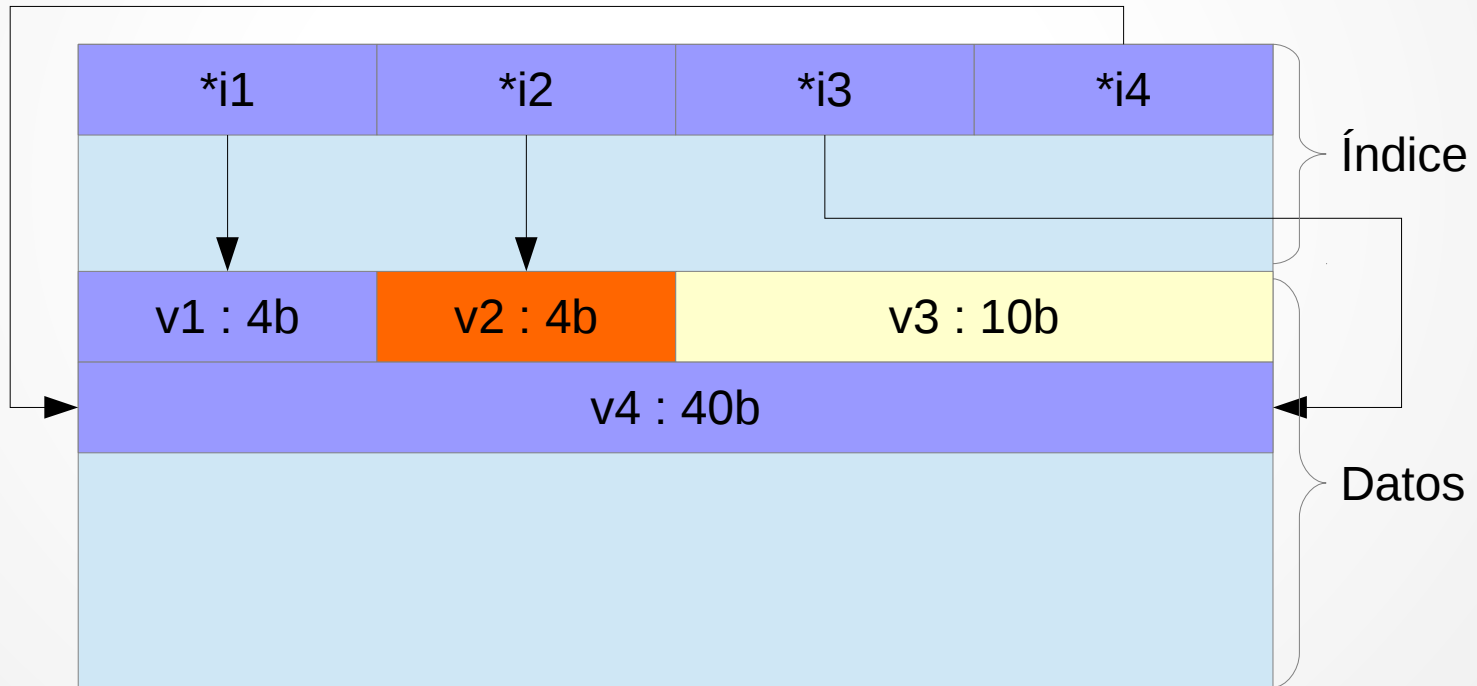 *i1 *i2 *i3 *i4
Índice
v1 : 4b v2 : 4b v3 : 10b
v4 : 40b
Datos